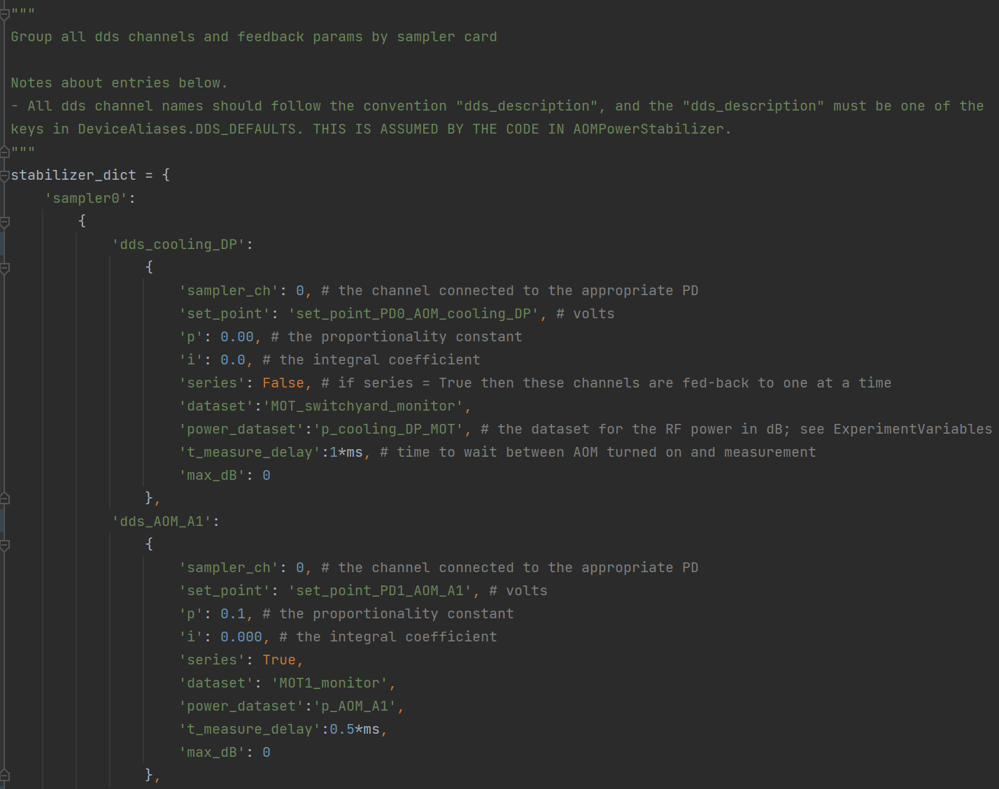 """
Group all dds channels and feedback params by sampler card
Notes about entries below.
- All dds channel names should follow the convention "dds_description", and the "dds_description" must be one of the
keys in DeviceAliases.DDS_DEFAULTS. THIS IS ASSUMED BY THE CODE IN AOMPowerStabilizer.
"""
stabilizer_dict = {
    'sampler0':
        {
            'dds_cooling_DP':
                {
                    'sampler_ch': 0, # the channel connected to the appropriate PD
                    'set_point': 'set_point_PD0_AOM_cooling_DP', # volts
                    'p': 0.00, # the proportionality constant
                    'i': 0.0, # the integral coefficient
                    'series': False, # if series = True then these channels are fed-back to one at a time
                    'dataset':'MOT_switchyard_monitor',
                    'power_dataset':'p_cooling_DP_MOT', # the dataset for the RF power in dB; see ExperimentVariables
                    't_measure_delay':1*ms, # time to wait between AOM turned on and measurement
                    'max_dB': 0
                },
            'dds_AOM_A1':
                {
                    'sampler_ch': 0, # the channel connected to the appropriate PD
                    'set_point': 'set_point_PD1_AOM_A1', # volts
                    'p': 0.1, # the proportionality constant
                    'i': 0.000, # the integral coefficient
                    'series': True,
                    'dataset': 'MOT1_monitor',
                    'power_dataset':'p_AOM_A1',
                    't_measure_delay':0.5*ms,
                    'max_dB': 0
                },